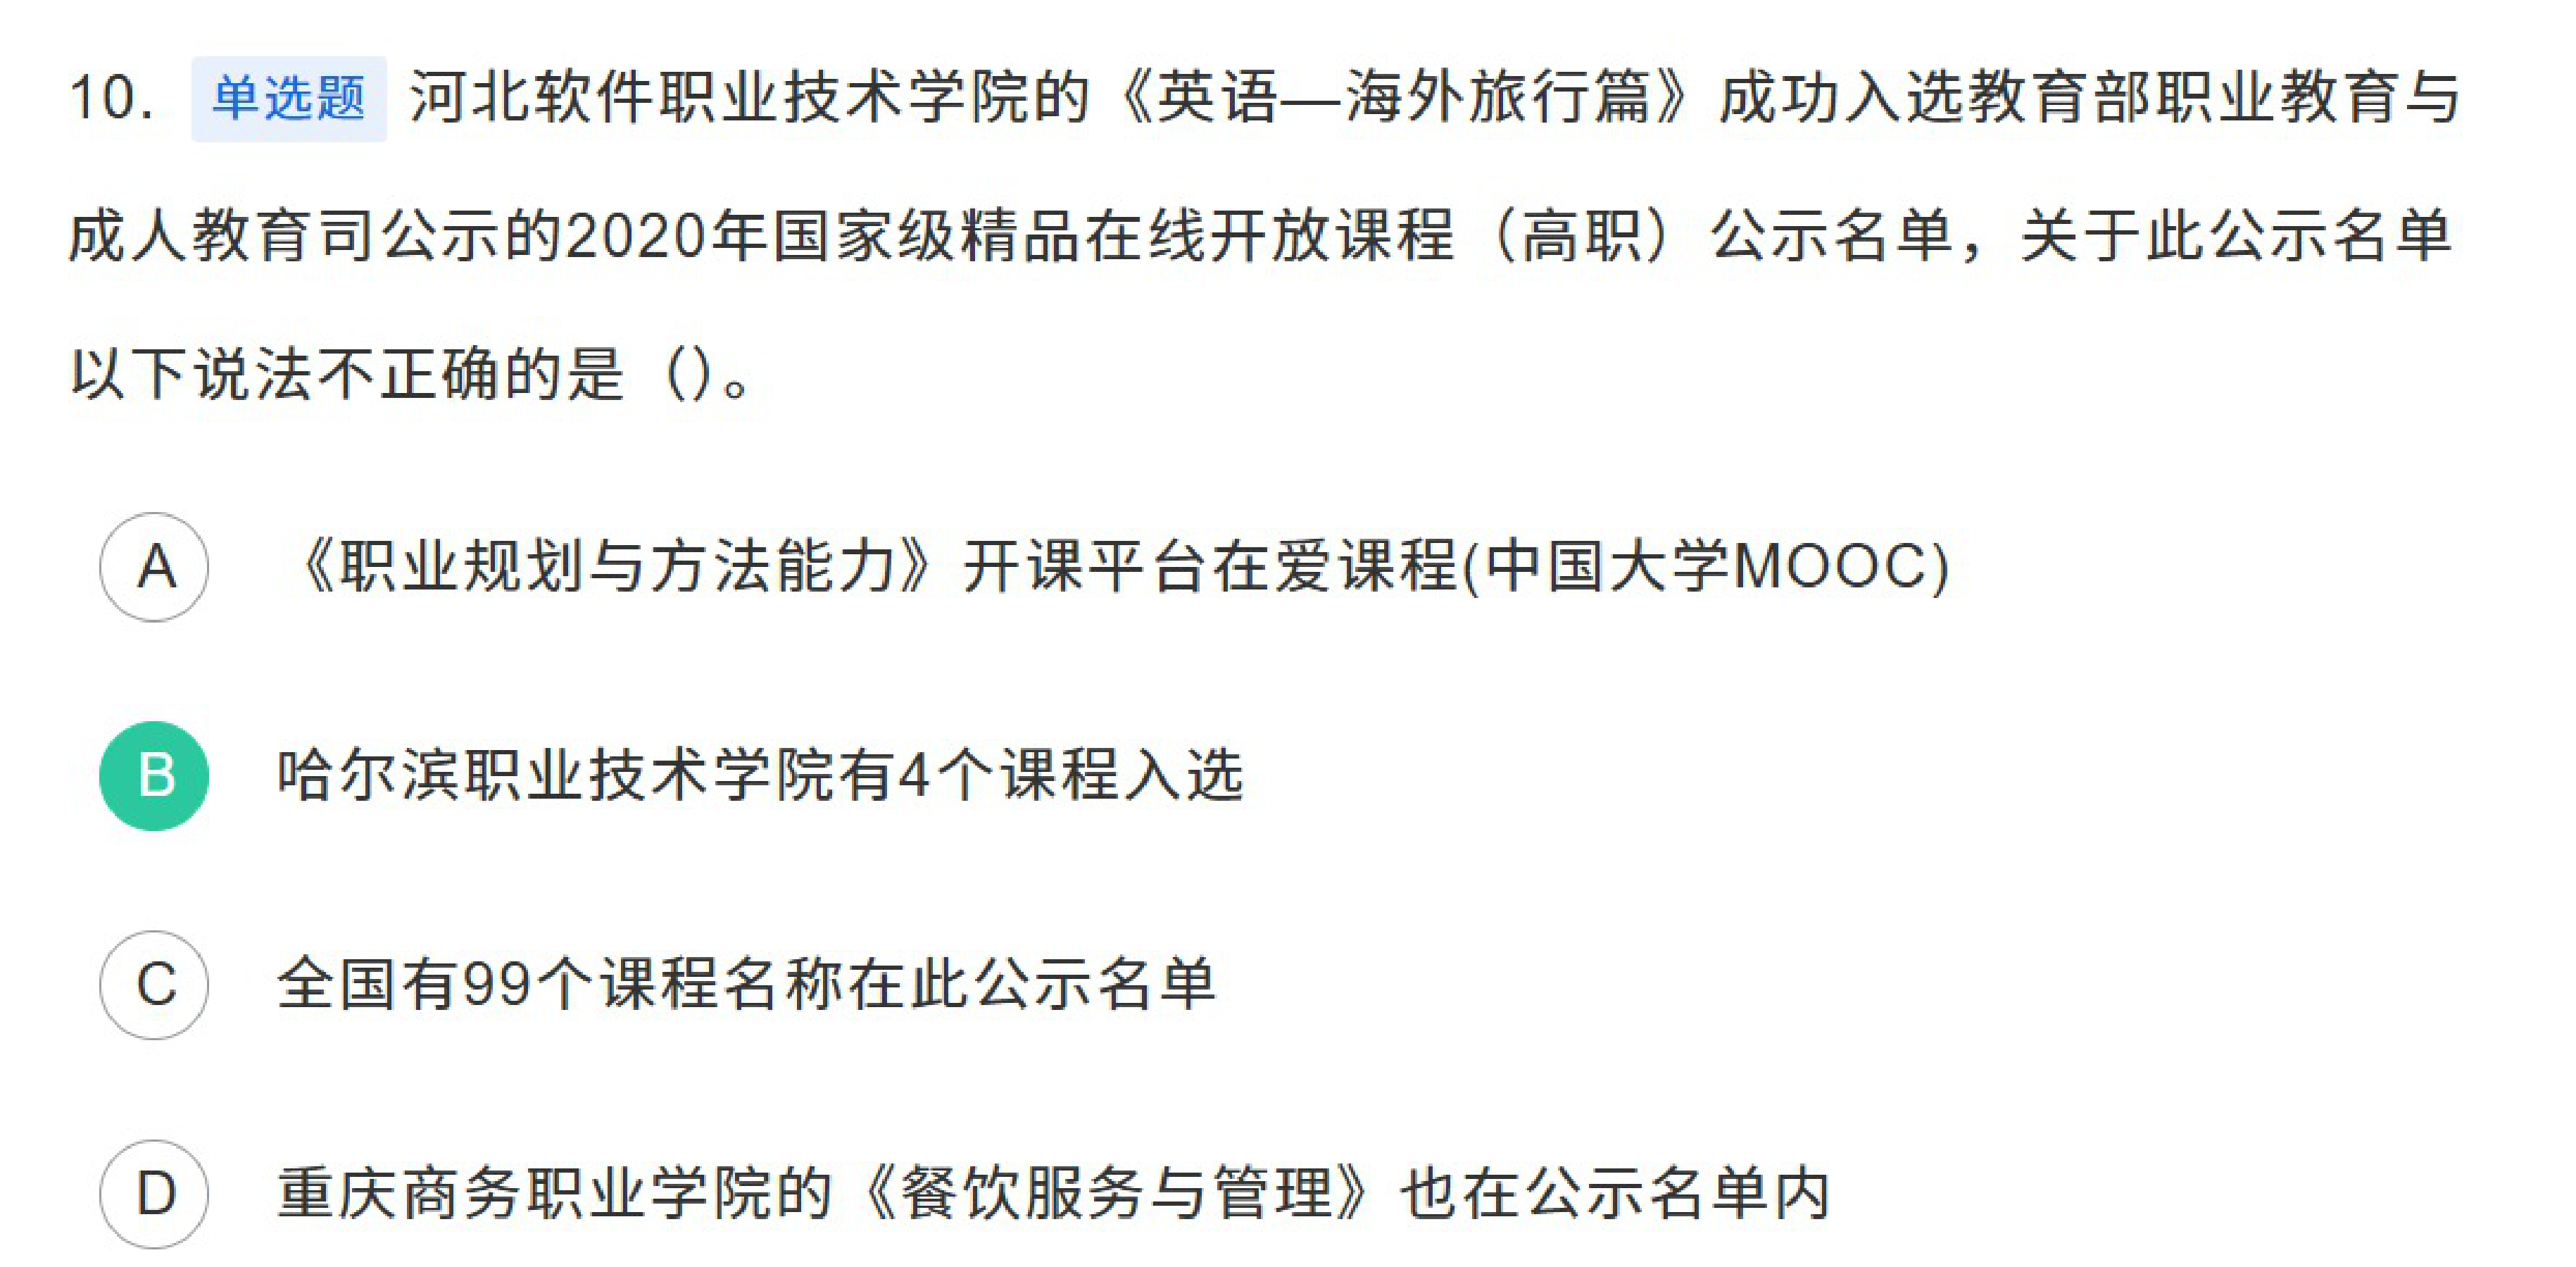 10. 单选题 河北软件职业技术学院的《英语—海外旅行篇》成功入选教育部职业教育与
成人教育司公示的2020年国家级精品在线开放课程（高职）公示名单，关于此公示名单
以下说法不正确的是（）。
A 《职业规划与方法能力》开课平台在爱课程(中国大学MOOC)
B 哈尔滨职业技术学院有4个课程入选
C 全国有99个课程名称在此公示名单
D 重庆商务职业学院的《餐饮服务与管理》也在公示名单内